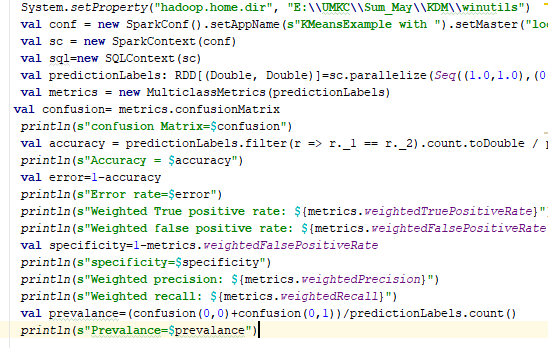 System.setProperty("hadoop.home.dir", "E:\\UMKC\\Sum_May\\KDM\\winutils")
val conf = new SparkConf().setAppName(s"KMeansExample with ").setMaster("loc
val sc = new SparkContext(conf)
val sql=new SQLContext(sc)
val predictionLabels: RDD[(Double, Double)]=sc.parallelize(Seq((1.0,1.0),(0
val metrics = new MulticlassMetrics(predictionLabels)
val confusion= metrics.confusionMatrix
println(s"confusion Matrix=$confusion")
val accuracy = predictionLabels.filter(r => r._1 == r._2).count.toDouble /
println(s"Accuracy = $accuracy")
val error=1-accuracy
println(s"Error rate=$error")
println(s"Weighted True positive rate: ${metrics.weightedTruePositiveRate}"
println(s"Weighted false positive rate: ${metrics.weightedFalsePositiveRate
val specificity=1-metrics.weightedFalsePositiveRate
println(s"specificity=$specificity")
println(s"Weighted precision: ${metrics.weightedPrecision}")
println(s"Weighted recall: ${metrics.weightedRecall}")
val prevalance=(confusion(0,0)+confusion(0,1))/predictionLabels.count()
println(s"Prevalance=$prevalance")